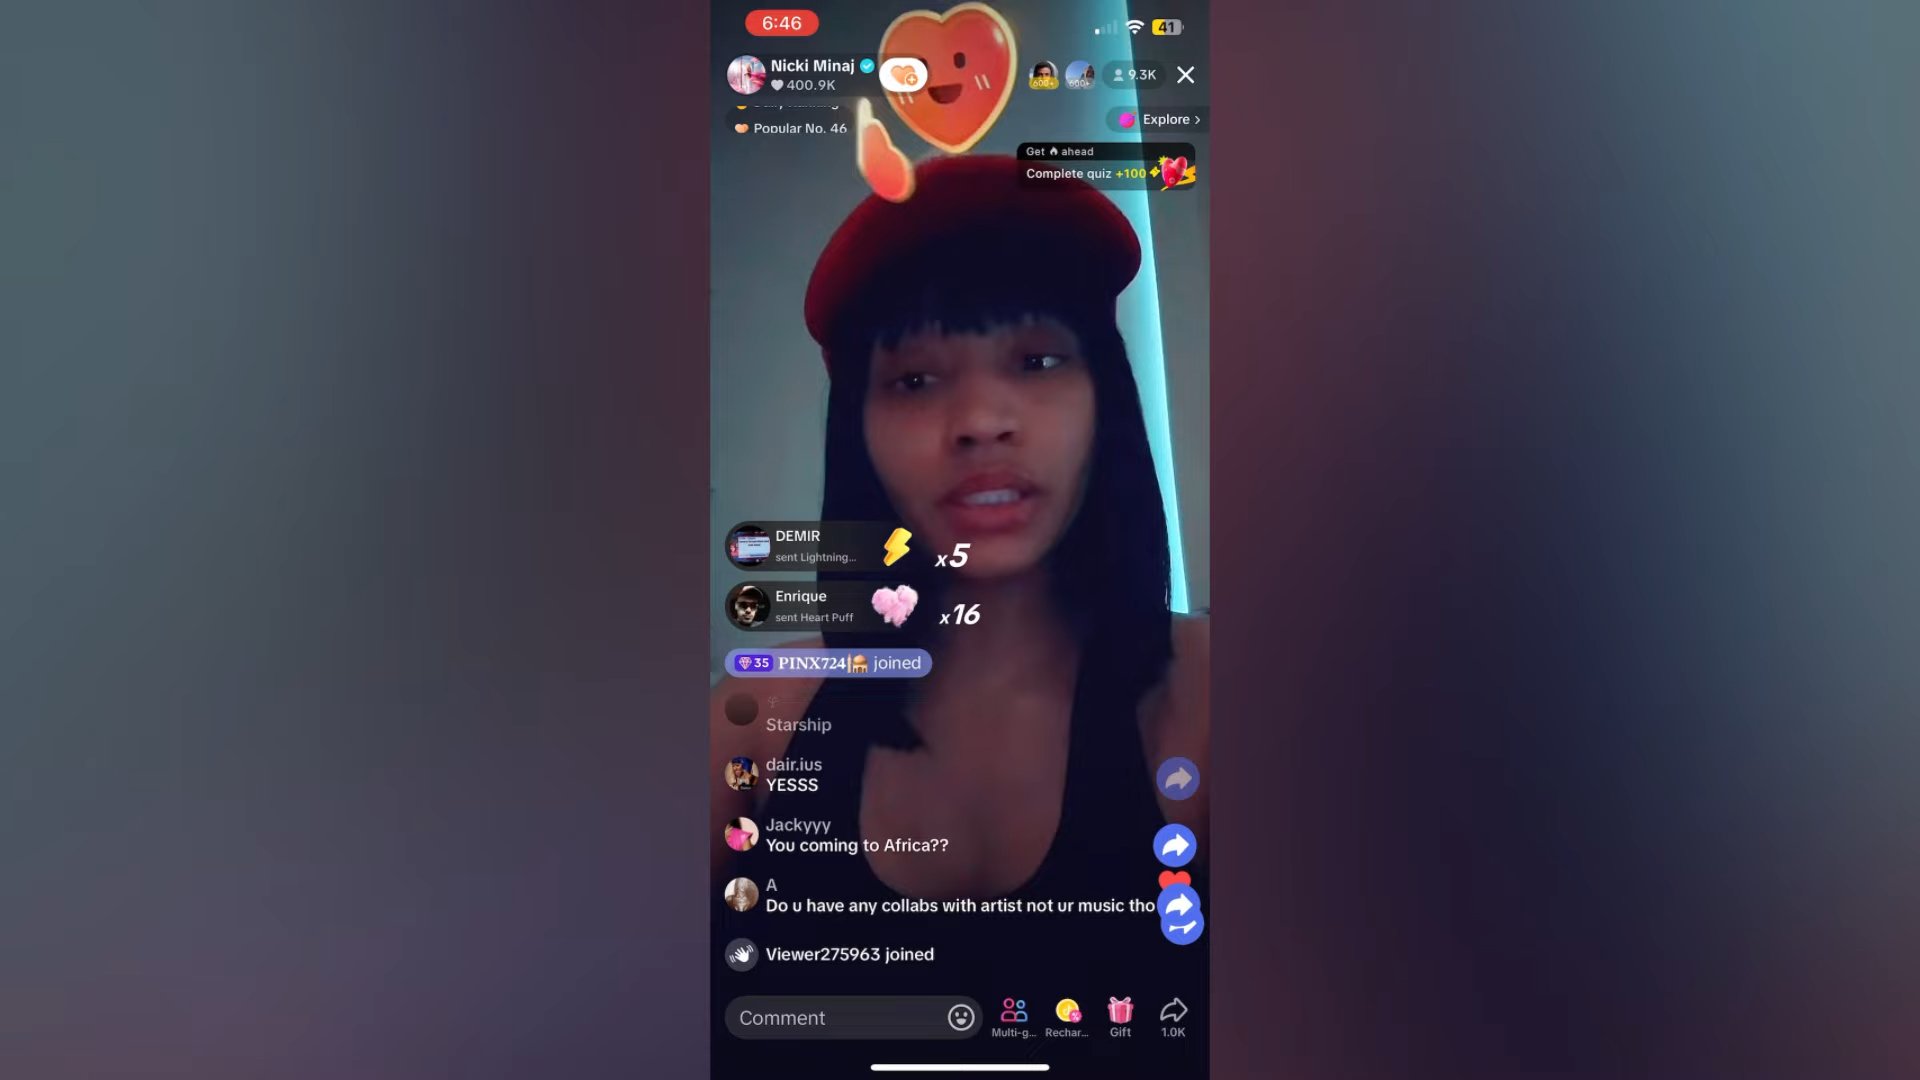 6:46
41
Nicki Minaj
400.9K
600+
600+
9.3K
Popular No. 46
Explore >
Get ahead
Complete quiz +100
DEMIR
sent Lightning...
x5
Enrique
sent Heart Puff
x16
35 PINX724 joined
Starship
dair.ius
YESSS
Jackyyy
You coming to Africa??
A
Do u have any collabs with artist not ur music tho
Viewer275963 joined
Comment
Multi-g...
Rechar...
Gift
1.0K